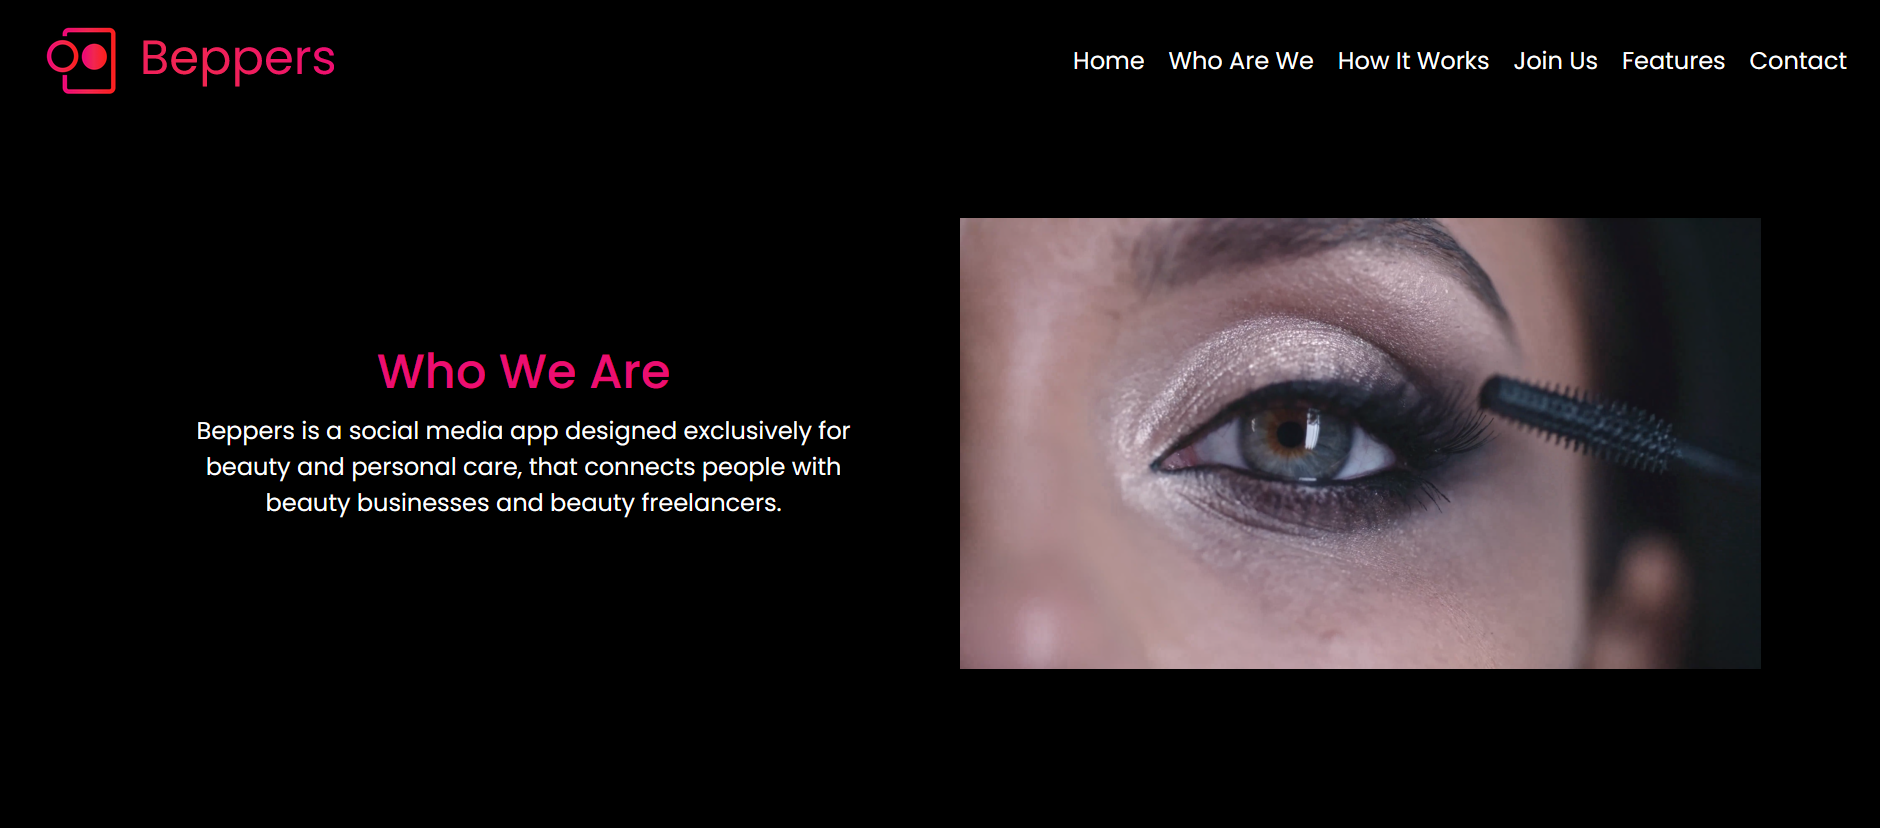 Beppers
Home Who Are We How It Works Join Us Features Contact
Who We Are
Beppers is a social media app designed exclusively for
beauty and personal care, that connects people with
beauty businesses and beauty freelancers.